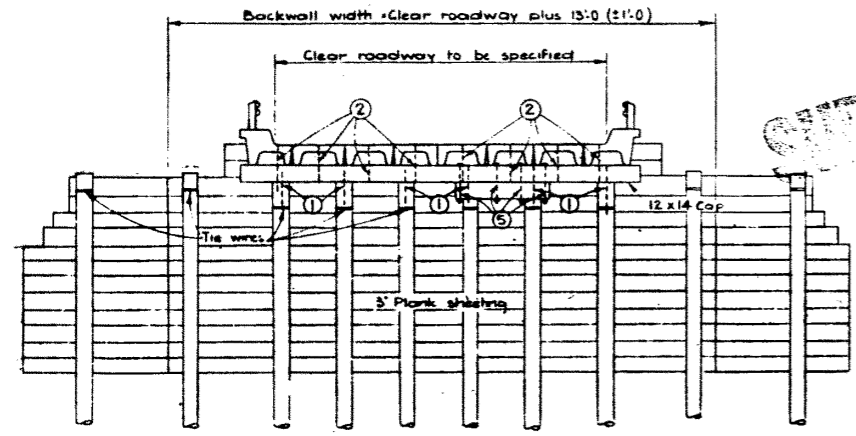 Backwall width = Clear roadway plus 13'-0 (±1'-0)
Clear roadway to be specified
2
2
1
1
1
5
12 x 14 Cap
Tie wires
3" Plank sheeting